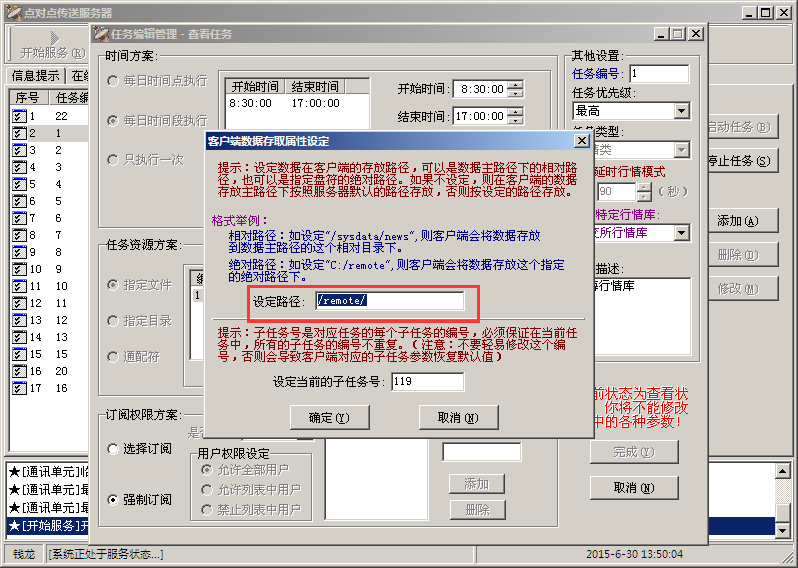 点对点传送服务器
开始服务(R)
信息提示
序号 任务编
1 22
2 1
3 2
4 3
5 4
6 5
7 6
8 7
9 8
10 9
11 10
12 11
13 12
14 13
15 14
16 20
17 16
启动任务(B)
停止任务(S)
添加(A)
删除(D)
修改(M)
任务编辑管理 - 查看任务
时间方案:
每日时间点执行
每日时间段执行
只执行一次
开始时间 结束时间
8:30:00 17:00:00
开始时间: 8:30:00
结束时间: 17:00:00
其他设置:
任务编号: 1
任务优先级:
最高
任务类型:
延时行情模式
90 (秒)
特定行情库:
交所行情库
描述:
行情库
任务资源方案:
指定文件
指定目录
通配符
1
客户端数据存取属性设定
提示：设定数据在客户端的存放路径，可以是数据主路径下的相对路
径，也可以是指定盘符的绝对路径。如果不设定，则在客户端的数据
存放主路径下按照服务器默认的路径存放，否则按设定的路径存放。
格式举例：
相对路径：如设定"/sysdata/news",则客户端会将数据存放
到数据主路径的这个相对目录下。
绝对路径：如设定"C:/remote",则客户端会将数据存放这个指定
的绝对路径下。
设定路径: /remote/
提示：子任务号是对应任务的每个子任务的编号，必须保证在当前任
务中，所有的子任务的编号不重复。(注意：不要轻易修改这个编
号，否则会导致客户端对应的子任务参数恢复默认值)
设定当前的子任务号: 119
确定(Y)
取消(N)
订阅权限方案:
选择订阅
强制订阅
用户权限设定
允许全部用户
允许列表中用户
禁止列表中用户
添加
删除
前状态为查看状
你将不能修改
中的各种参数！
完成(Y)
取消(N)
★[通讯单元]
★[通讯单元]
★[通讯单元]
★[开始服务]
钱龙
[系统正处于服务状态...]
2015-6-30 13:50:04